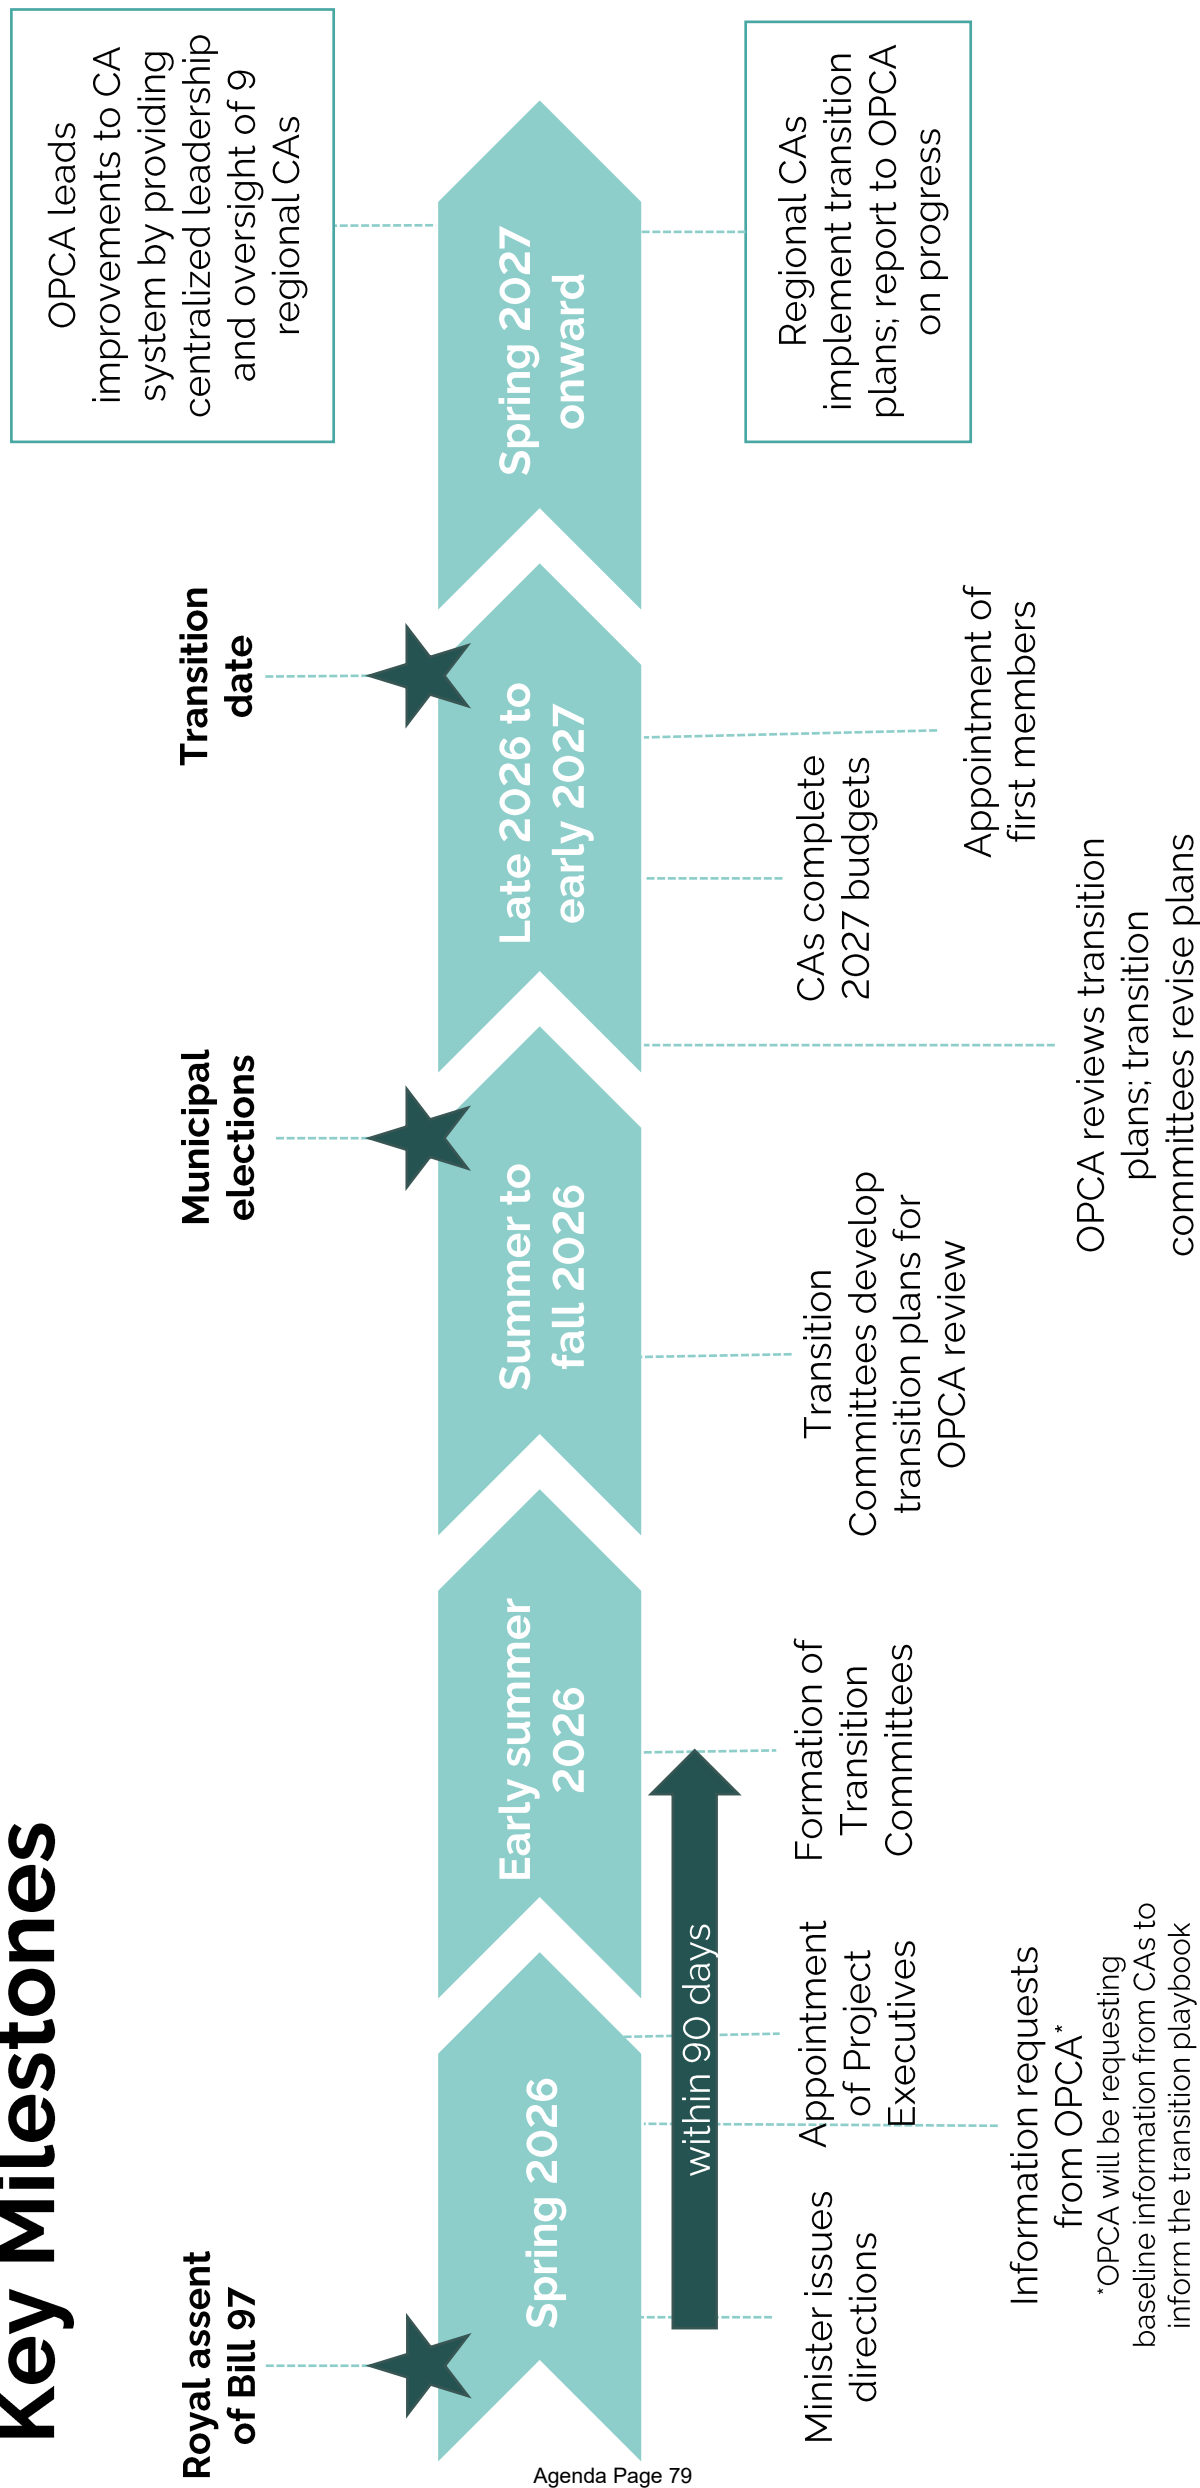 Key Milestones
Royal assent
of Bill 97
Municipal
elections
Transition
date
OPCA leads
improvements to CA
system by providing
centralized leadership
and oversight of 9
regional CAs
Spring 2026
Early summer
2026
Summer to
fall 2026
Late 2026 to
early 2027
Spring 2027
onward
within 90 days
Minister issues
directions
Appointment
of Project
Executives
Formation of
Transition
Committees
Transition
Committees develop
transition plans for
OPCA review
CAs complete
2027 budgets
Appointment of
first members
Regional CAs
implement transition
plans; report to OPCA
on progress
Information requests
from OPCA*
*OPCA will be requesting
baseline information from CAs to
inform the transition playbook
OPCA reviews transition
plans; transition
committees revise plans
Agenda Page 79